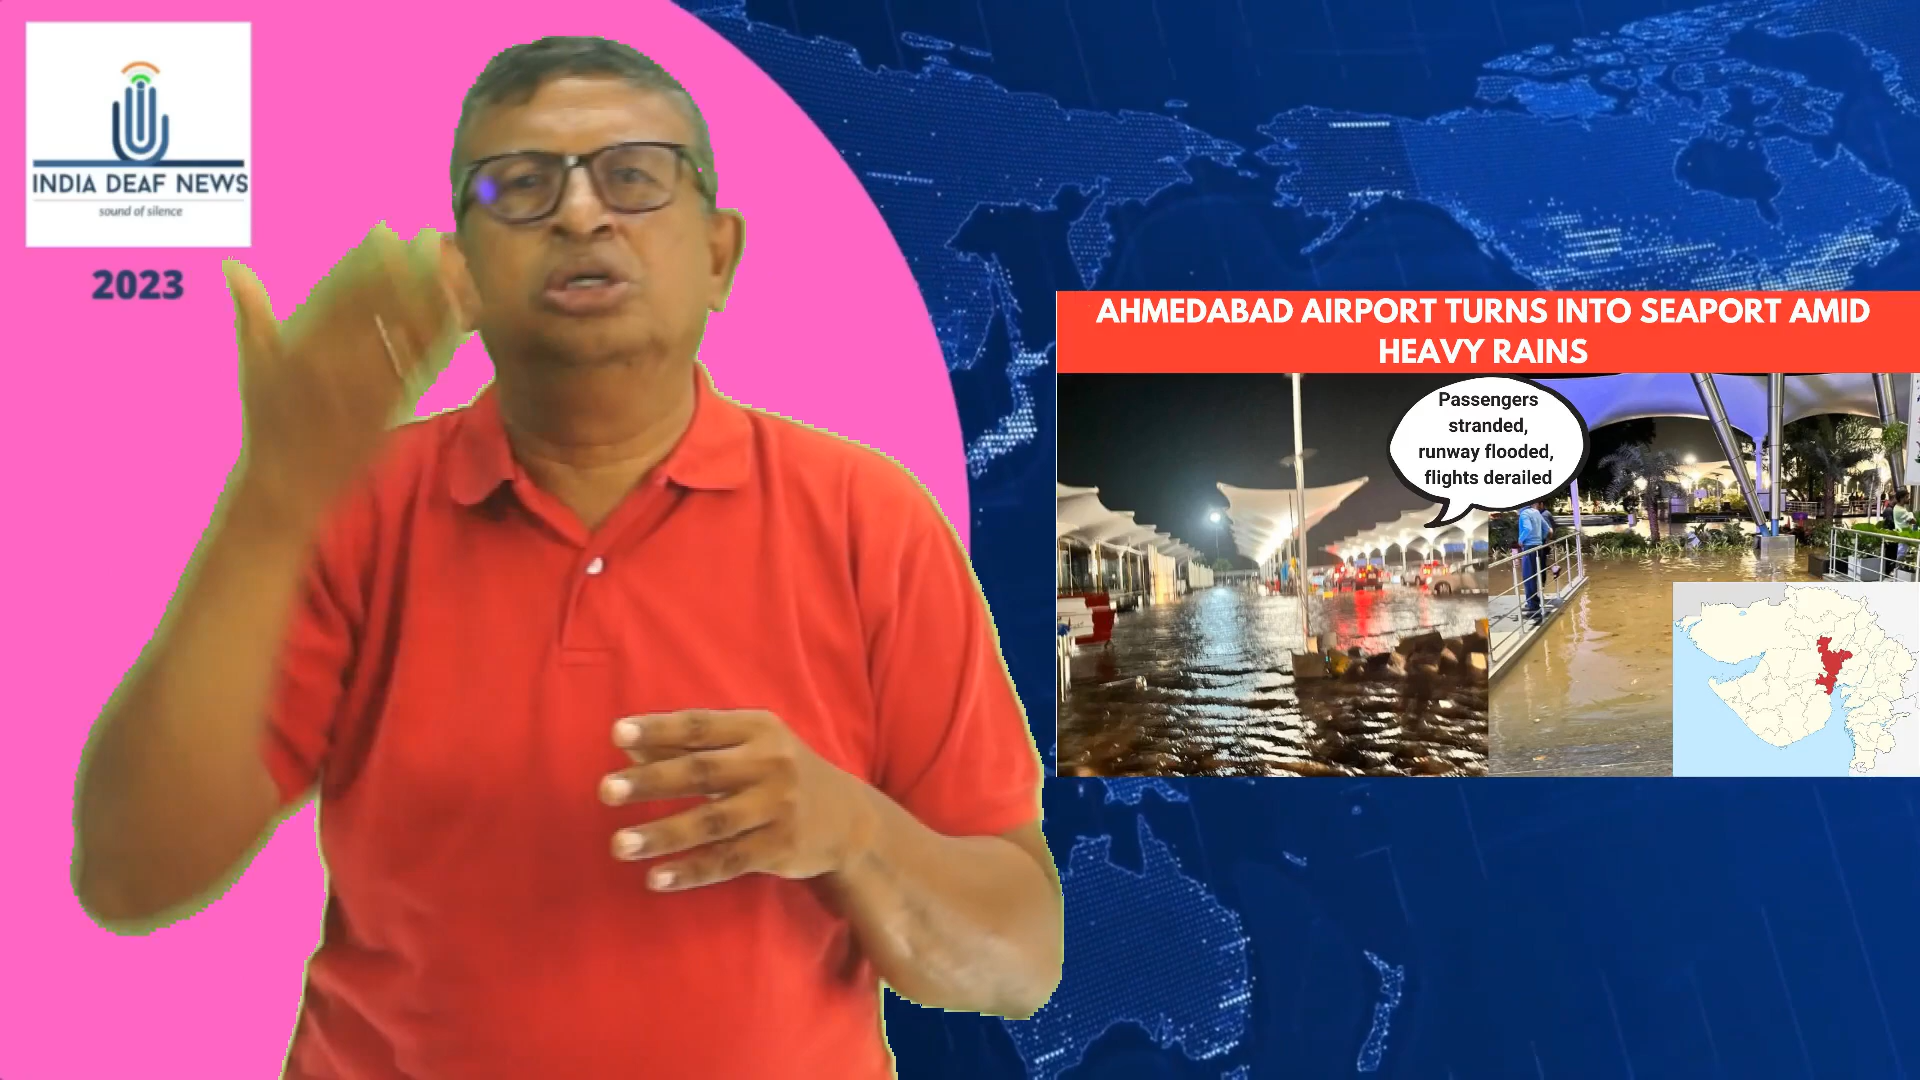 INDIA DEAF NEWS
sound of silence
2023
AHMEDABAD AIRPORT TURNS INTO SEAPORT AMID
HEAVY RAINS
Passengers
stranded,
runway flooded,
flights derailed